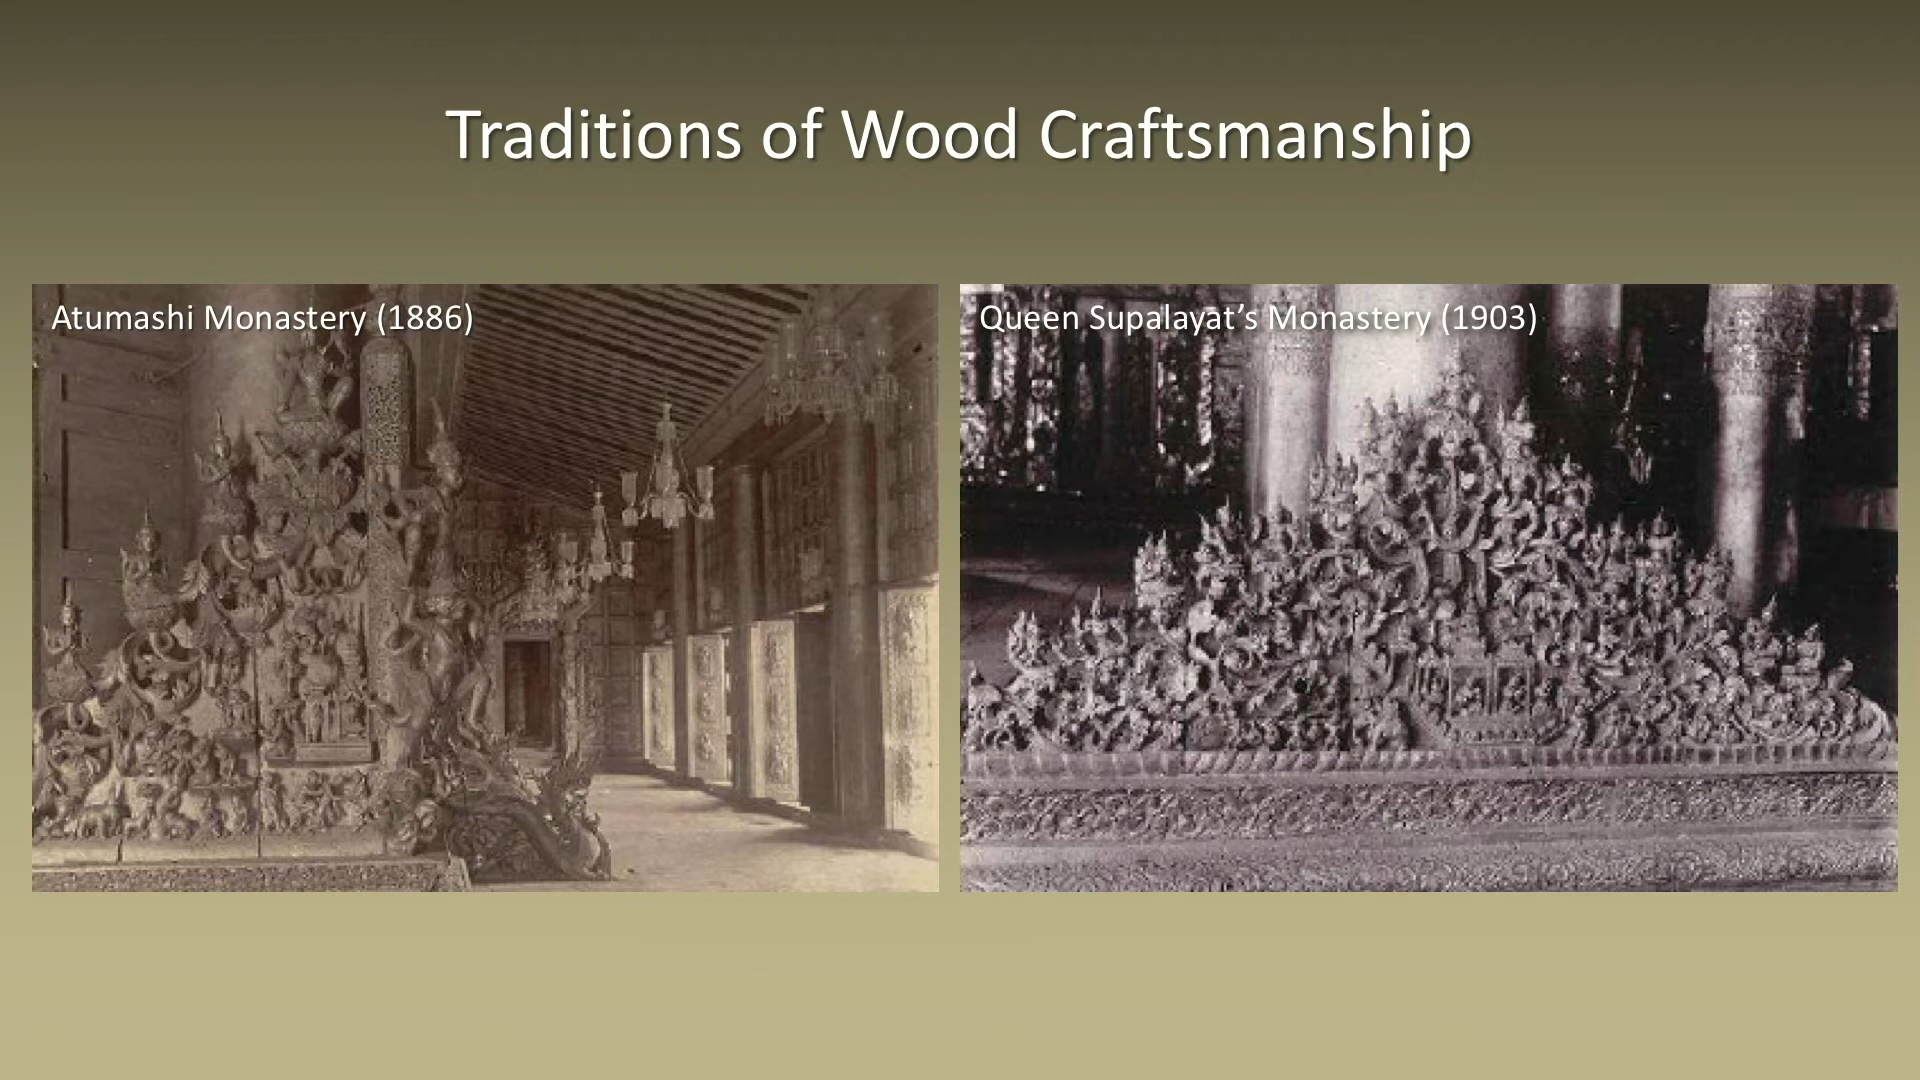 Traditions of Wood Craftsmanship
Atumashi Monastery (1886)
Queen Supalayat’s Monastery (1903)